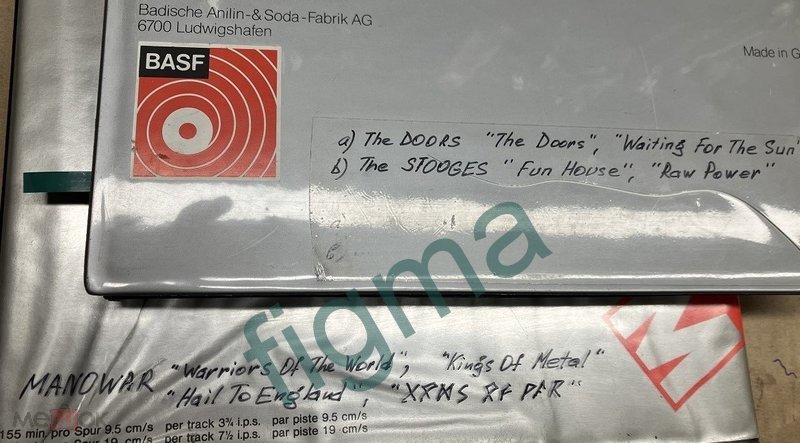 Badische Anilin-&Soda-Fabrik AG
6700 Ludwigshafen
Made in G
BASF
a) The DOORS "The Doors", "Waiting For The Sun"
b) The STOOGES "Fun House", "Raw Power"
figma
MANOWAR "Warriors Of The World", "Kings Of Metal"
"Hail To England",
M
155 min/pro Spur 9.5 cm/s per track 3¾ i.p.s. par piste 9.5 cm/s
Spur 19 cm/s per track 7½ i.p.s. par piste 19 cm/s